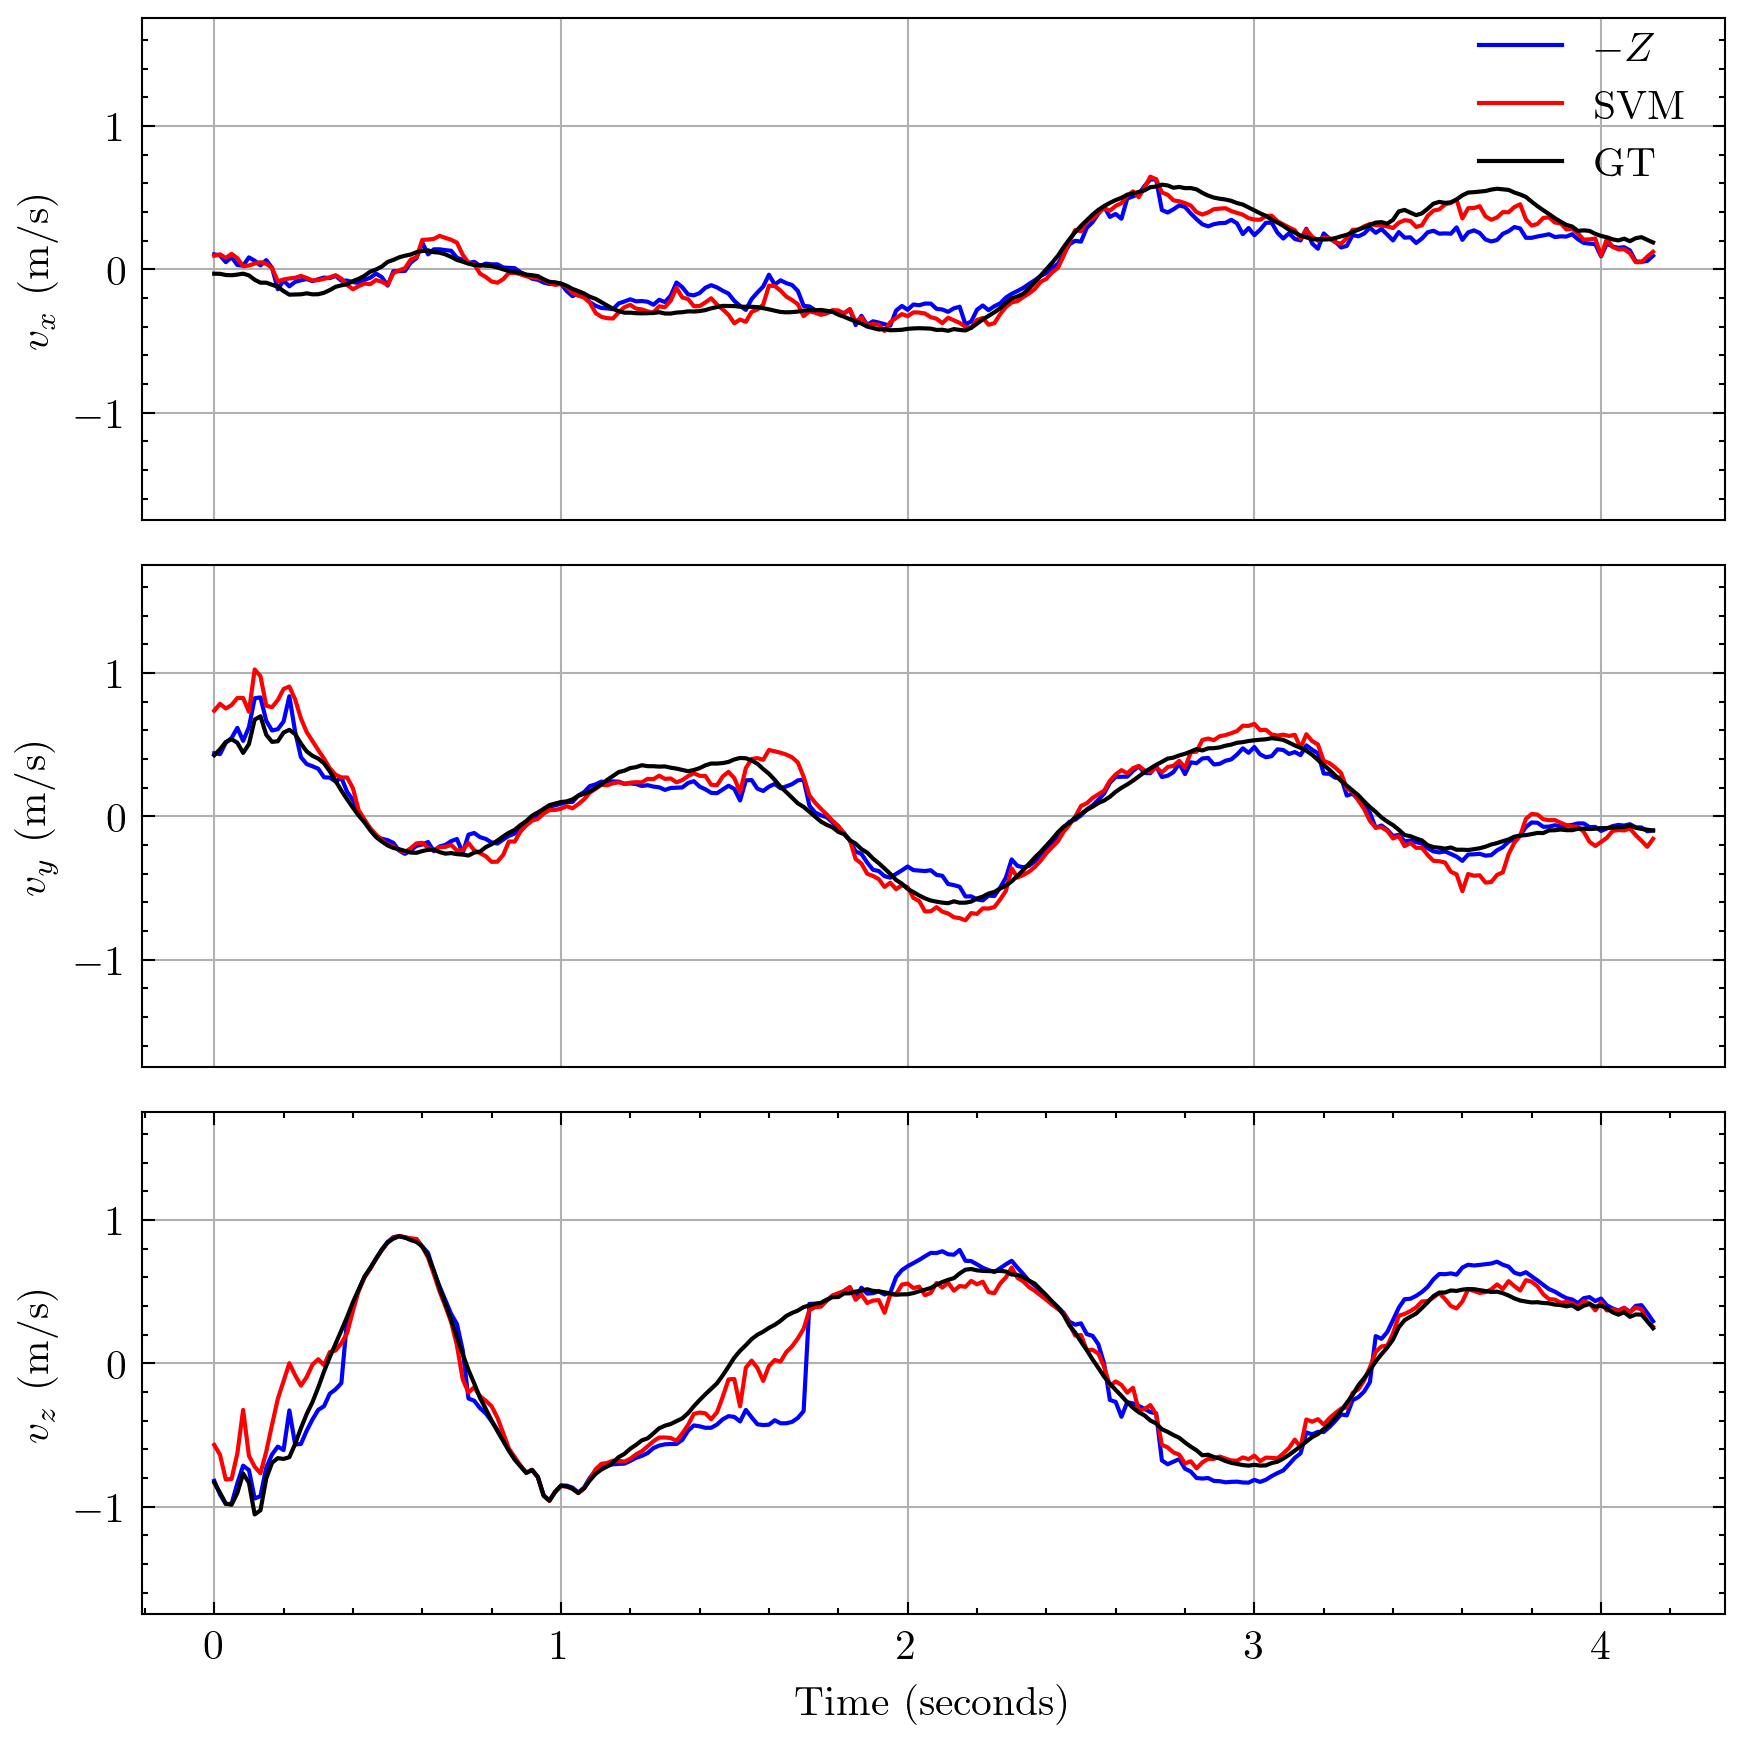 −Z
SVM
GT
1
0
−1
v_x (m/s)
1
0
−1
v_y (m/s)
1
0
−1
v_z (m/s)
0 1 2 3 4
Time (seconds)